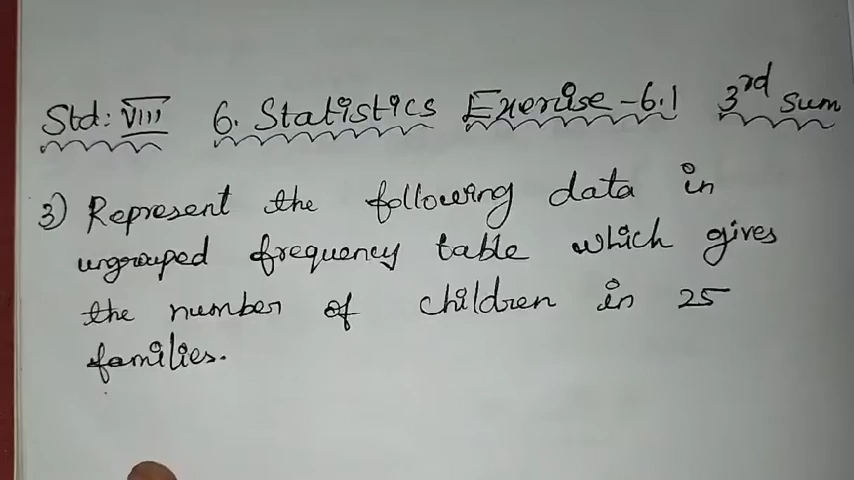 Std: VIII 6. Statistics Exercise - 6.1 3rd Sum
3) Represent the following data in
ungrouped frequency table which gives
the number of children in 25
families.